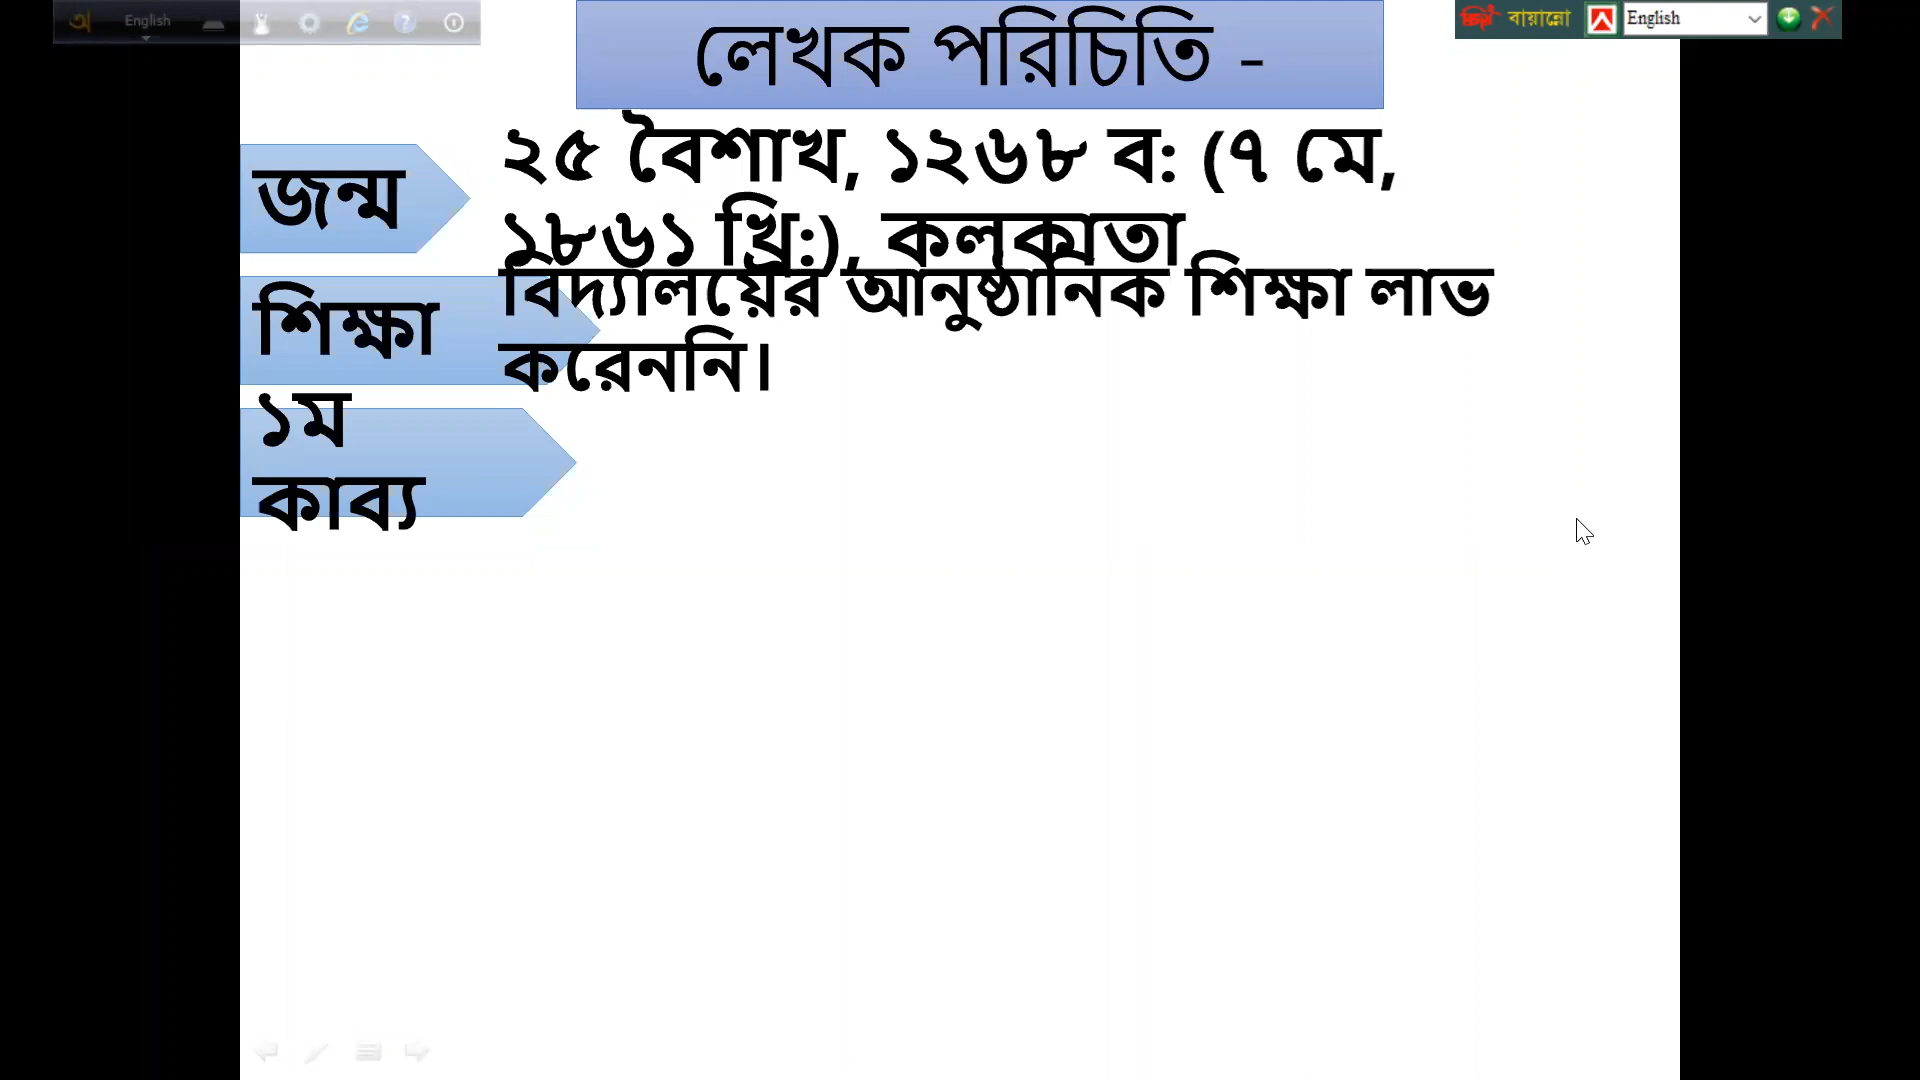 English
বায়ান্নো
English
লেখক পরিচিতি -
জন্ম
২৫ বৈশাখ, ১২৬৮ ব: (৭ মে,
১৮৬১ খ্রি:), কলকাতা
শিক্ষা
বিদ্যালয়ের আনুষ্ঠানিক শিক্ষা লাভ
করেননি।
১ম
কাব্য